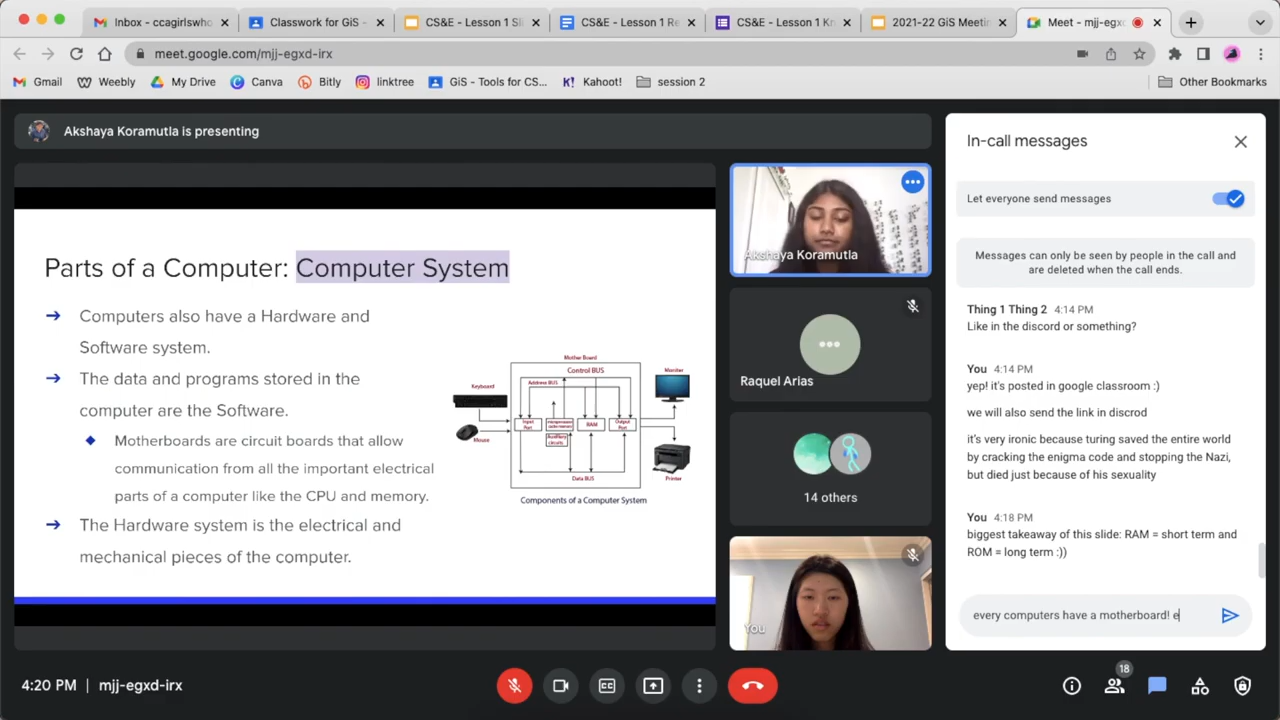 Inbox - ccagirlswho
Classwork for GiS -
CS&E - Lesson 1 Sli
CS&E - Lesson 1 Re
CS&E - Lesson 1 Kn
2021-22 GiS Meetin
Meet - mjj-egxd
meet.google.com/mjj-egxd-irx
Gmail
Weebly
My Drive
Canva
Bitly
linktree
GiS - Tools for CS...
Kahoot!
session 2
Other Bookmarks
Akshaya Koramutla is presenting
Parts of a Computer: Computer System
→ Computers also have a Hardware and
Software system.
→ The data and programs stored in the
computer are the Software.
◆ Motherboards are circuit boards that allow
communication from all the important electrical
parts of a computer like the CPU and memory.
→ The Hardware system is the electrical and
mechanical pieces of the computer.
Mother Board
Control BUS
Address BUS
Keyboard
Mouse
Input
Port
RAM
Output
Port
Data BUS
Monitor
Printer
Components of a Computer System
Akshaya Koramutla
Raquel Arias
14 others
You
In-call messages
Let everyone send messages
Messages can only be seen by people in the call and
are deleted when the call ends.
Thing 1 Thing 2 4:14 PM
Like in the discord or something?
You 4:14 PM
yep! it's posted in google classroom :)
we will also send the link in discrod
it's very ironic because turing saved the entire world
by cracking the enigma code and stopping the Nazi,
but died just because of his sexuality
You 4:18 PM
biggest takeaway of this slide: RAM = short term and
ROM = long term :))
every computers have a motherboard! e
4:20 PM | mjj-egxd-irx
18